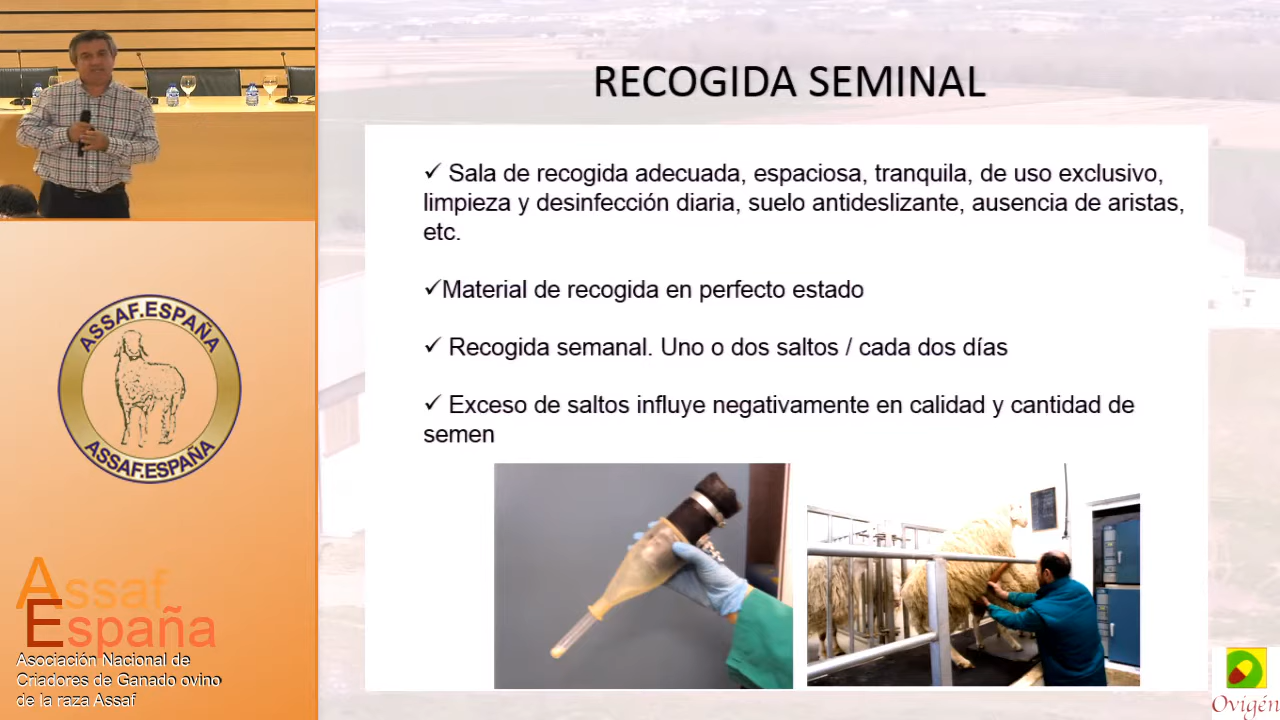 RECOGIDA SEMINAL
✓ Sala de recogida adecuada, espaciosa, tranquila, de uso exclusivo,
limpieza y desinfección diaria, suelo antideslizante, ausencia de aristas,
etc.
✓Material de recogida en perfecto estado
✓ Recogida semanal. Uno o dos saltos / cada dos días
✓ Exceso de saltos influye negativamente en calidad y cantidad de
semen
ASSAF.ESPAÑA
ASSAF.ESPAÑA
Assaf
España
Asociación Nacional de
Criadores de Ganado ovino
de la raza Assaf
Ovigén